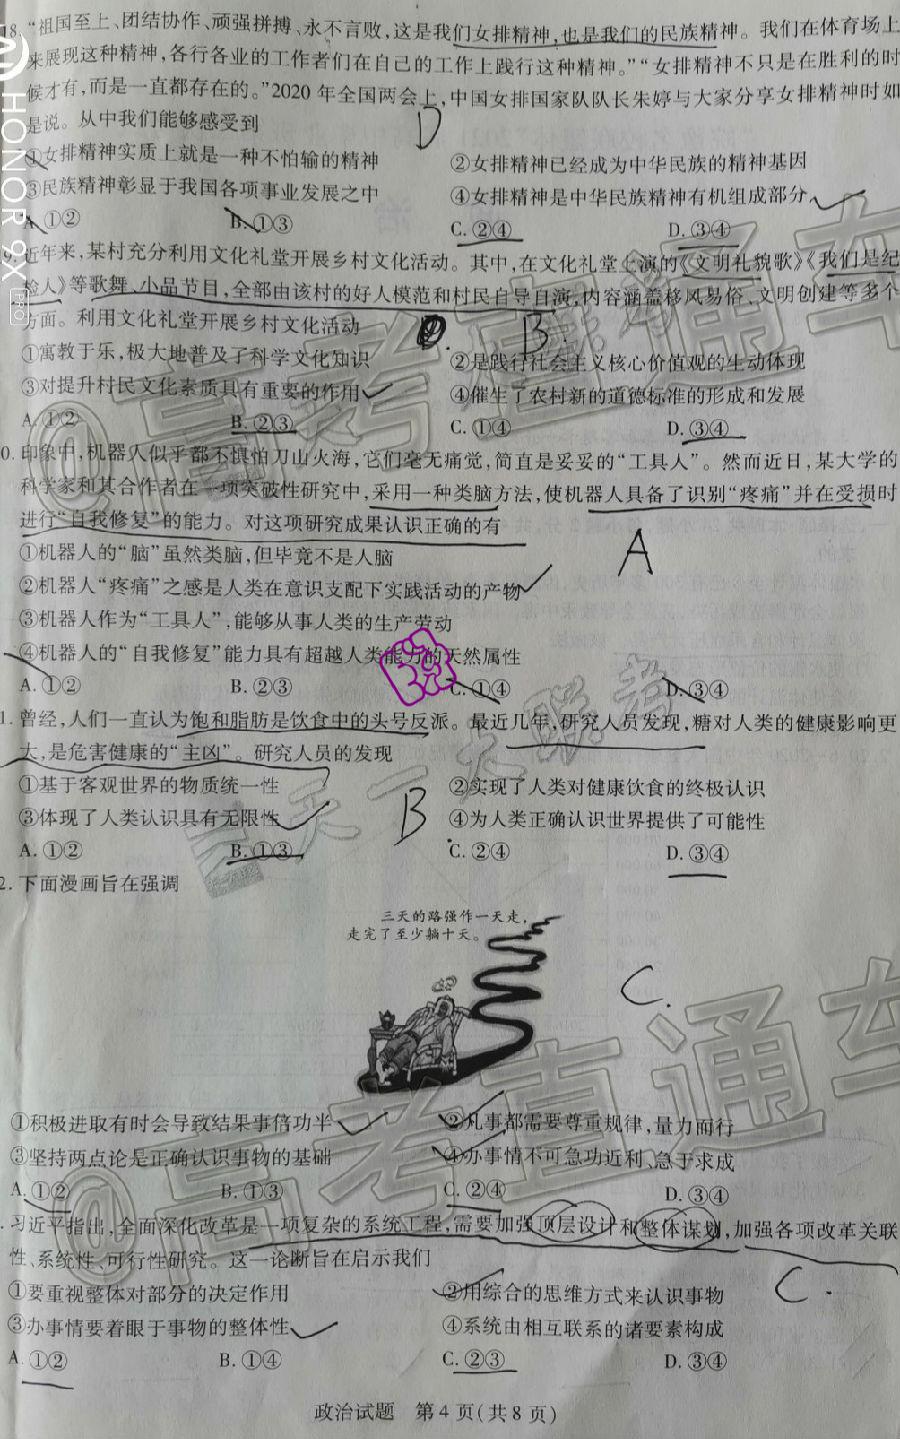 18. “祖国至上、团结协作、顽强拼搏、永不言败，这是我们女排精神，也是我们的民族精神。我们在体育场上
来展现这种精神，各行各业的工作者们在自己的工作上践行这种精神。”“女排精神不只是在胜利的时
候才有，而是一直都存在的。”2020年全国两会上，中国女排国家队队长朱婷与大家分享女排精神时如
是说。从中我们能够感受到
D
①女排精神实质上就是一种不怕输的精神 ②女排精神已经成为中华民族的精神基因
③民族精神彰显于我国各项事业发展之中 ④女排精神是中华民族精神有机组成部分
A. ①② B. ①③ C. ②④ D. ③④
9. 近年来，某村充分利用文化礼堂开展乡村文化活动。其中，在文化礼堂上演的《文明礼貌歌》《我们是纪
检人》等歌舞、小品节目，全部由该村的好人模范和村民自导自演，内容涵盖移风易俗、文明创建等多个
方面。利用文化礼堂开展乡村文化活动
B.
①寓教于乐，极大地普及了科学文化知识 ②是践行社会主义核心价值观的生动体现
③对提升村民文化素质具有重要的作用 ④催生了农村新的道德标准的形成和发展
A. ①② B. ②③ C. ①④ D. ③④
0. 印象中，机器人似乎都不惧怕刀山火海，它们毫无痛觉，简直是妥妥的“工具人”。然而近日，某大学的
科学家和其合作者在一项突破性研究中，采用一种类脑方法，使机器人具备了识别“疼痛”并在受损时
进行“自我修复”的能力。对这项研究成果认识正确的有
A
①机器人的“脑”虽然类脑，但毕竟不是人脑
②机器人“疼痛”之感是人类在意识支配下实践活动的产物
③机器人作为“工具人”，能够从事人类的生产劳动
④机器人的“自我修复”能力具有超越人类能力的天然属性
A. ①② B. ②③ C. ①④ D. ③④
1. 曾经，人们一直认为饱和脂肪是饮食中的头号反派。最近几年，研究人员发现，糖对人类的健康影响更
大，是危害健康的“主凶”。研究人员的发现
①基于客观世界的物质统一性 ②实现了人类对健康饮食的终极认识
③体现了人类认识具有无限性 ④为人类正确认识世界提供了可能性
B
A. ①② B. ①③ C. ②④ D. ③④
2. 下面漫画旨在强调
三天的路强作一天走，
走完了至少躺十天。
C.
①积极进取有时会导致结果事倍功半 ②凡事都需要尊重规律，量力而行
③坚持两点论是正确认识事物的基础 ④办事情不可急功近利、急于求成
A. ①② B. ①③ C. ②④ D. ③④
. 习近平指出，全面深化改革是一项复杂的系统工程，需要加强顶层设计和整体谋划，加强各项改革关联
性、系统性、可行性研究。这一论断旨在启示我们
C.
①要重视整体对部分的决定作用 ②用综合的思维方式来认识事物
③办事情要着眼于事物的整体性 ④系统由相互联系的诸要素构成
A. ①② B. ①④ C. ②③ D. ③④
政治试题 第4页（共8页）
HONOR 9X
PRO
@高考直通车
天一大联考
@高考直通车